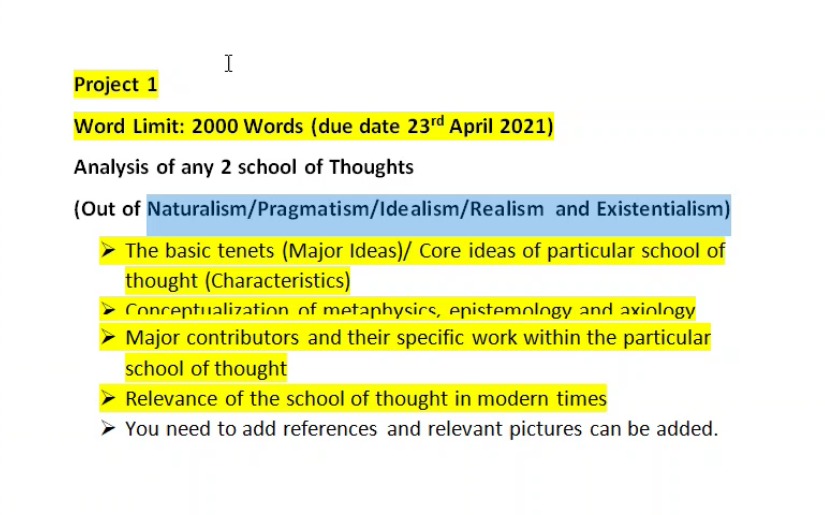 Project 1
Word Limit: 2000 Words (due date 23rd April 2021)
Analysis of any 2 school of Thoughts
(Out of Naturalism/Pragmatism/Idealism/Realism and Existentialism)
➤ The basic tenets (Major Ideas)/ Core ideas of particular school of
thought (Characteristics)
➤ Conceptualization of metaphysics, epistemology and axiology
➤ Major contributors and their specific work within the particular
school of thought
➤ Relevance of the school of thought in modern times
➤ You need to add references and relevant pictures can be added.